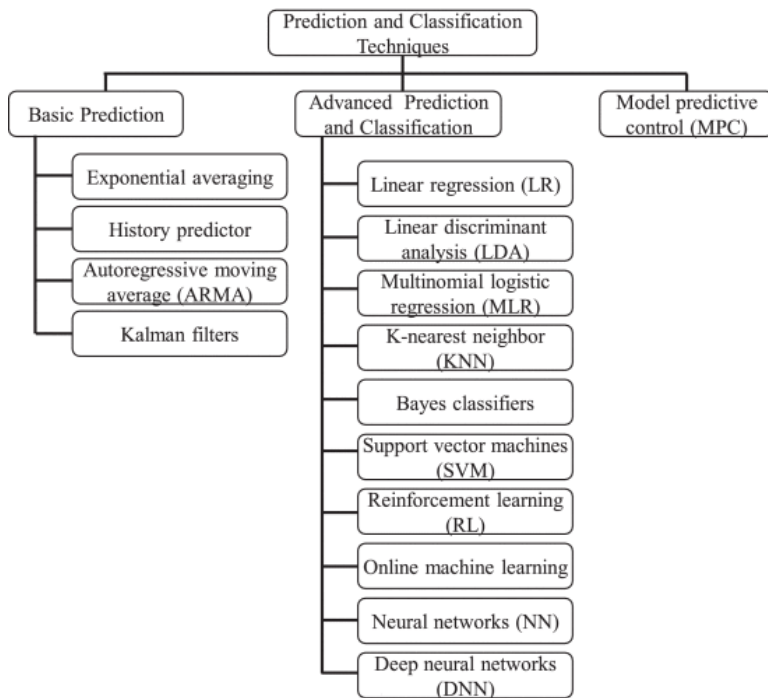 Prediction and Classification
Techniques
Basic Prediction
Advanced Prediction
and Classification
Model predictive
control (MPC)
Exponential averaging
History predictor
Autoregressive moving
average (ARMA)
Kalman filters
Linear regression (LR)
Linear discriminant
analysis (LDA)
Multinomial logistic
regression (MLR)
K-nearest neighbor
(KNN)
Bayes classifiers
Support vector machines
(SVM)
Reinforcement learning
(RL)
Online machine learning
Neural networks (NN)
Deep neural networks
(DNN)